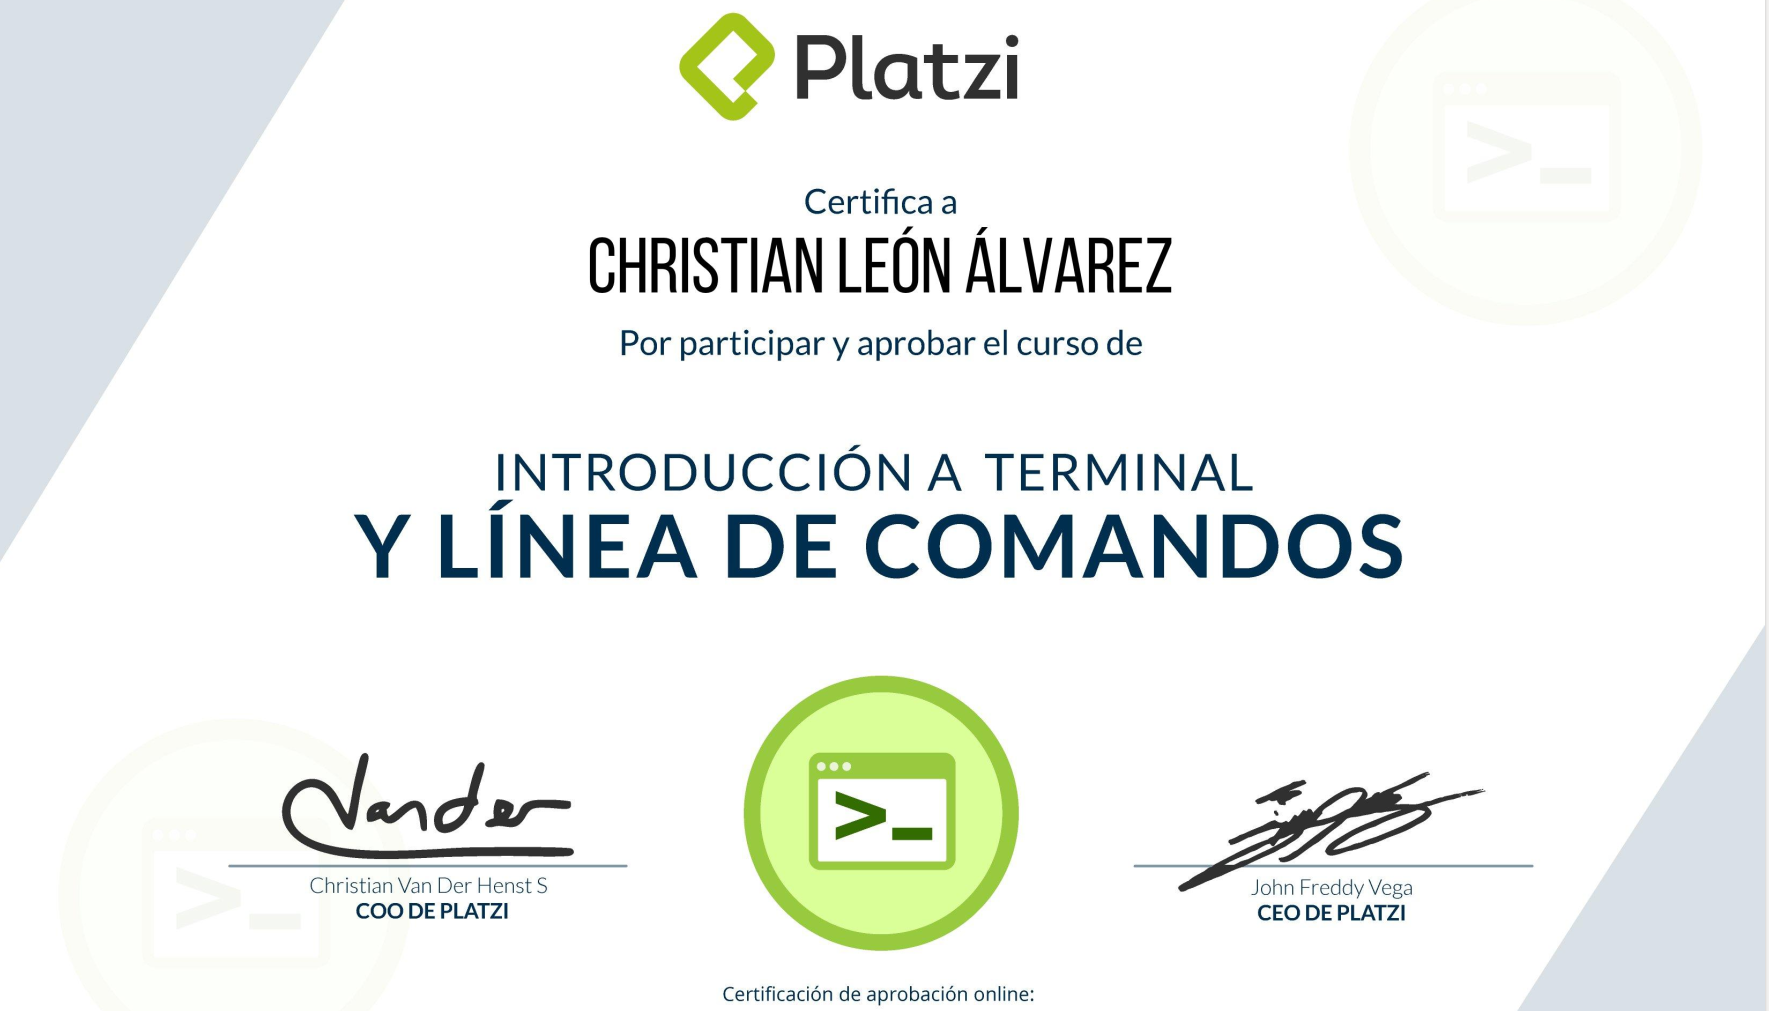 Platzi
Certifica a
CHRISTIAN LEÓN ÁLVAREZ
Por participar y aprobar el curso de
INTRODUCCIÓN A TERMINAL
Y LÍNEA DE COMANDOS
Vander
Christian Van Der Henst S
COO DE PLATZI
John Freddy Vega
CEO DE PLATZI
Certificación de aprobación online: